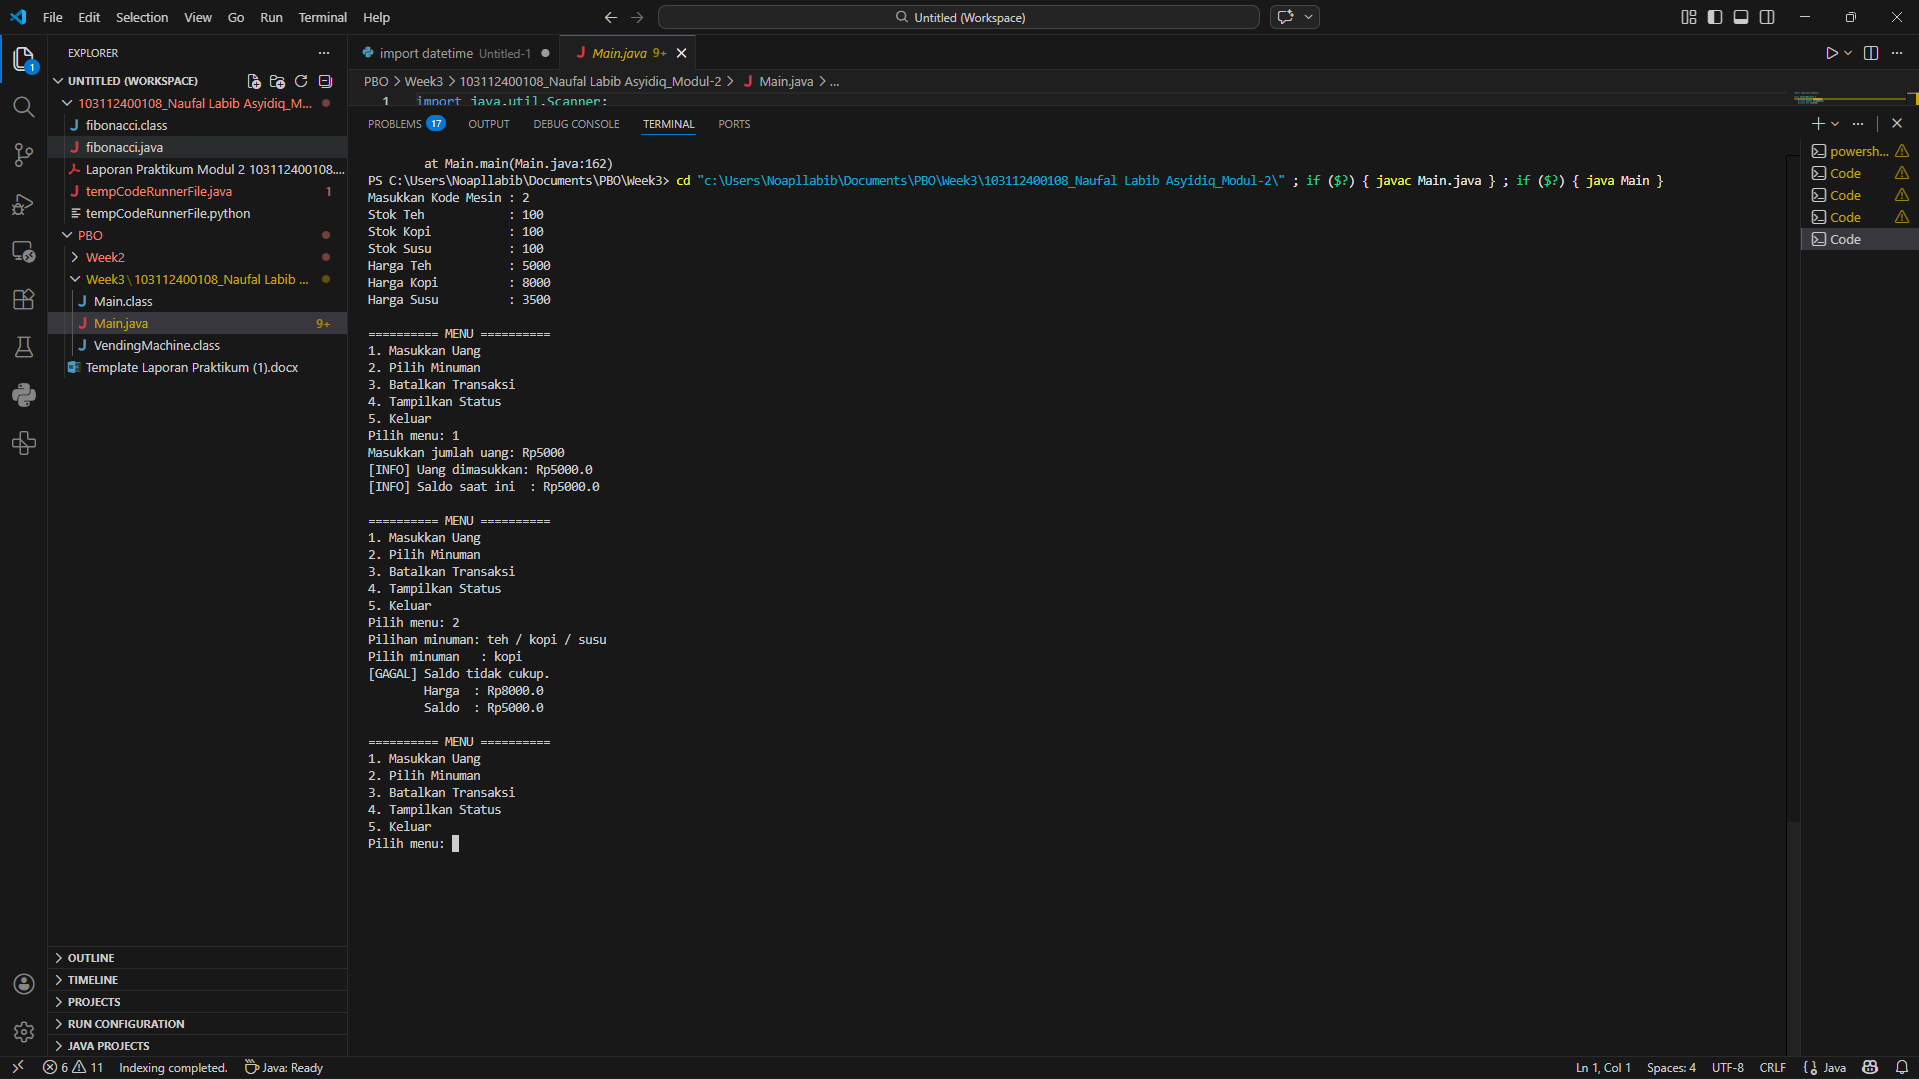 File Edit Selection View Go Run Terminal Help
Untitled (Workspace)
EXPLORER
UNTITLED (WORKSPACE)
103112400108_Naufal Labib Asyidiq_M...
fibonacci.class
fibonacci.java
Laporan Praktikum Modul 2 103112400108....
tempCodeRunnerFile.java 1
tempCodeRunnerFile.python
PBO
Week2
Week3 \ 103112400108_Naufal Labib ...
Main.class
Main.java 9+
VendingMachine.class
Template Laporan Praktikum (1).docx
OUTLINE
TIMELINE
PROJECTS
RUN CONFIGURATION
JAVA PROJECTS
import datetime Untitled-1
Main.java 9+
PBO > Week3 > 103112400108_Naufal Labib Asyidiq_Modul-2 > Main.java > ...
1 import java.util.Scanner;
PROBLEMS 17 OUTPUT DEBUG CONSOLE TERMINAL PORTS
at Main.main(Main.java:162)
PS C:\Users\Noapllabib\Documents\PBO\Week3> cd "c:\Users\Noapllabib\Documents\PBO\Week3\103112400108_Naufal Labib Asyidiq_Modul-2\" ; if ($?) { javac Main.java } ; if ($?) { java Main }
Masukkan Kode Mesin : 2
Stok Teh : 100
Stok Kopi : 100
Stok Susu : 100
Harga Teh : 5000
Harga Kopi : 8000
Harga Susu : 3500
========== MENU ==========
1. Masukkan Uang
2. Pilih Minuman
3. Batalkan Transaksi
4. Tampilkan Status
5. Keluar
Pilih menu: 1
Masukkan jumlah uang: Rp5000
[INFO] Uang dimasukkan: Rp5000.0
[INFO] Saldo saat ini : Rp5000.0
========== MENU ==========
1. Masukkan Uang
2. Pilih Minuman
3. Batalkan Transaksi
4. Tampilkan Status
5. Keluar
Pilih menu: 2
Pilihan minuman: teh / kopi / susu
Pilih minuman : kopi
[GAGAL] Saldo tidak cukup.
Harga : Rp8000.0
Saldo : Rp5000.0
========== MENU ==========
1. Masukkan Uang
2. Pilih Minuman
3. Batalkan Transaksi
4. Tampilkan Status
5. Keluar
Pilih menu:
powersh...
Code
Code
Code
Code
1
6 11 Indexing completed. Java: Ready
Ln 1, Col 1 Spaces: 4 UTF-8 CRLF {} Java